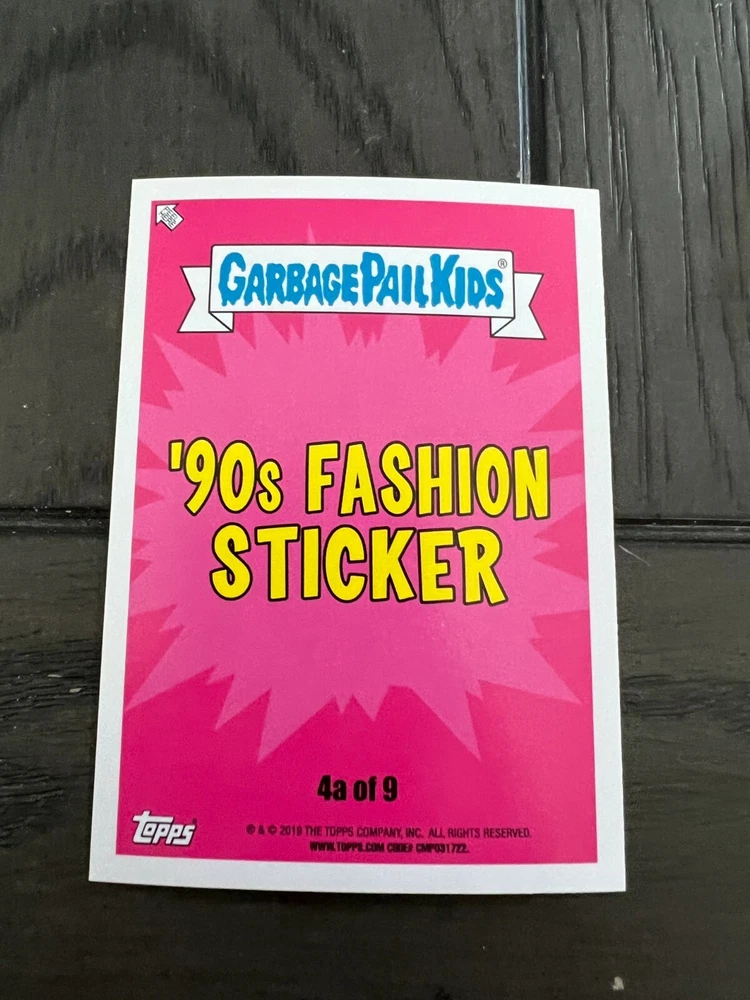 GARBAGE PAIL KIDS®
'90s FASHION
STICKER
4a of 9
topps
® & © 2019 THE TOPPS COMPANY, INC. ALL RIGHTS RESERVED.
WWW.TOPPS.COM CODE# CMP031722.